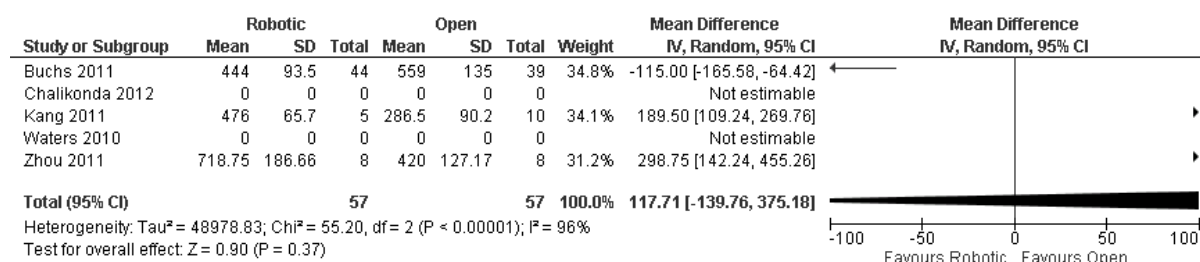 Robotic Open Mean Difference Mean Difference
Study or Subgroup Mean SD Total Mean SD Total Weight IV, Random, 95% CI IV, Random, 95% CI
Buchs 2011 444 93.5 44 559 135 39 34.8% -115.00 [-165.58, -64.42]
Chalikonda 2012 0 0 0 0 0 0 Not estimable
Kang 2011 476 65.7 5 286.5 90.2 10 34.1% 189.50 [109.24, 269.76]
Waters 2010 0 0 0 0 0 0 Not estimable
Zhou 2011 718.75 186.66 8 420 127.17 8 31.2% 298.75 [142.24, 455.26]
Total (95% CI) 57 57 100.0% 117.71 [-139.76, 375.18]
Heterogeneity: Tau² = 48978.83; Chi² = 55.20, df = 2 (P < 0.00001); I² = 96%
Test for overall effect: Z = 0.90 (P = 0.37)
-100 -50 0 50 100
Favours Robotic Favours Open